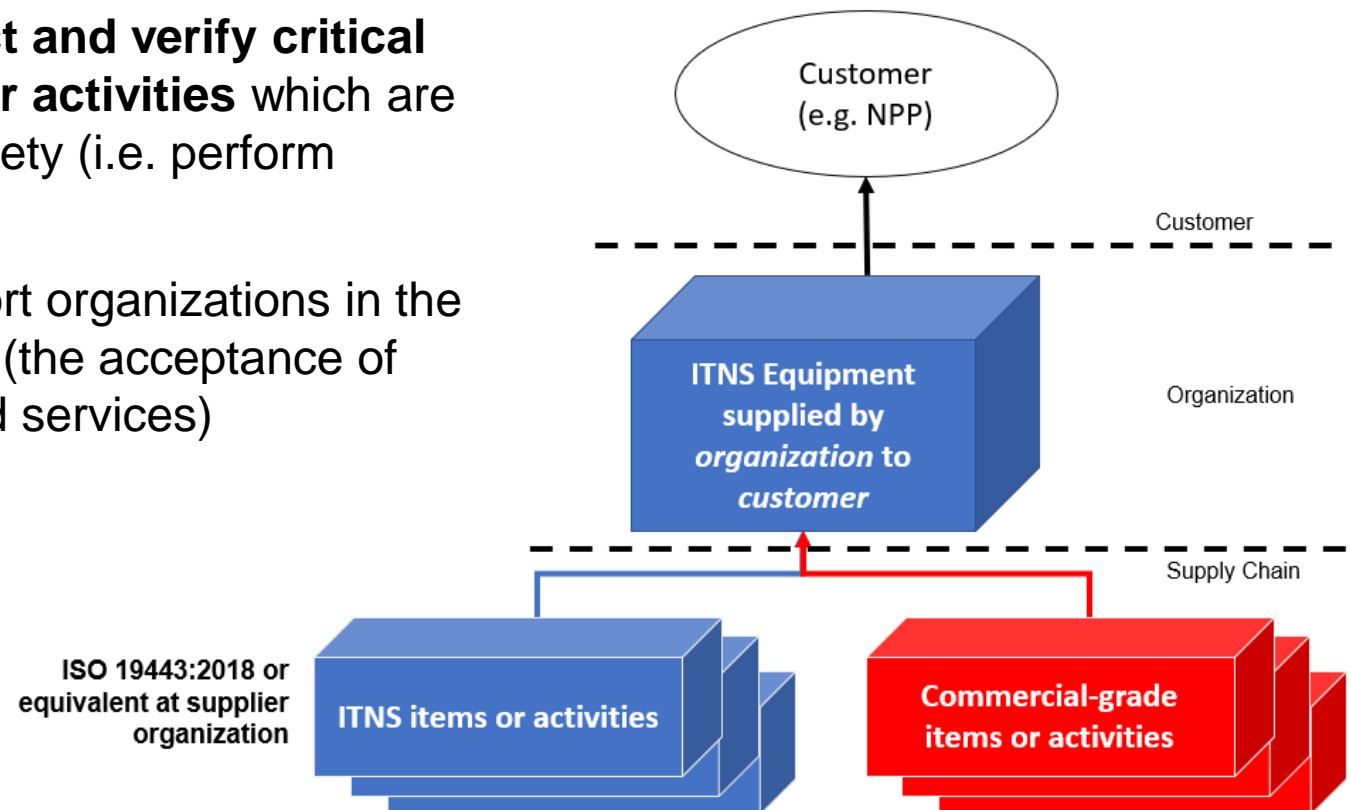 ct and verify critical
r activities which are
ety (i.e. perform
rt organizations in the
(the acceptance of
d services)
Customer
(e.g. NPP)
Customer
ITNS Equipment
supplied by
organization to
customer
Organization
Supply Chain
ISO 19443:2018 or
equivalent at supplier
organization
ITNS items or activities
Commercial-grade
items or activities